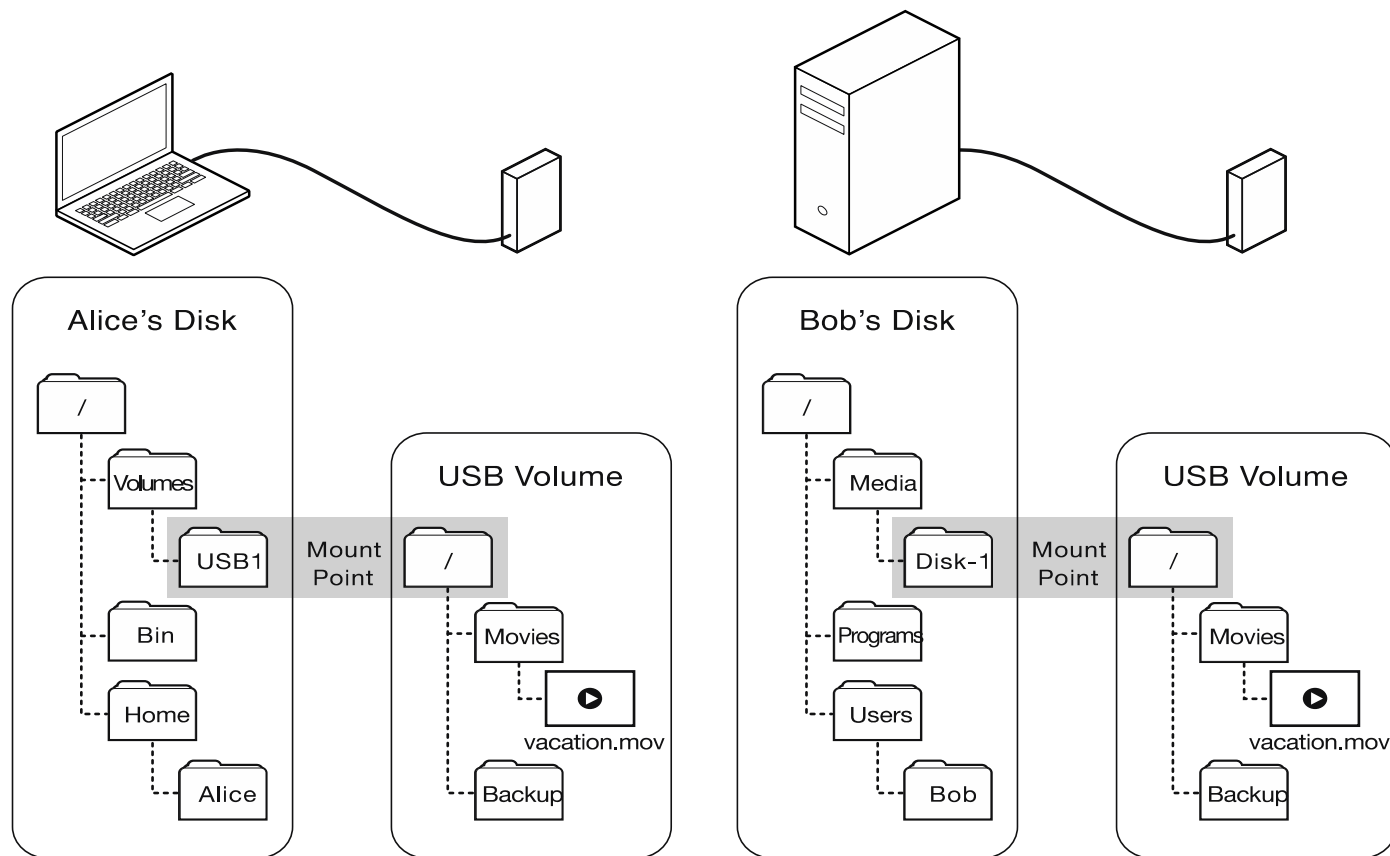 Alice's Disk
/
Volumes
USB1
Bin
Home
Alice
Mount
Point
USB Volume
/
Movies
vacation.mov
Backup
Bob's Disk
/
Media
Disk-1
Programs
Users
Bob
Mount
Point
USB Volume
/
Movies
vacation.mov
Backup